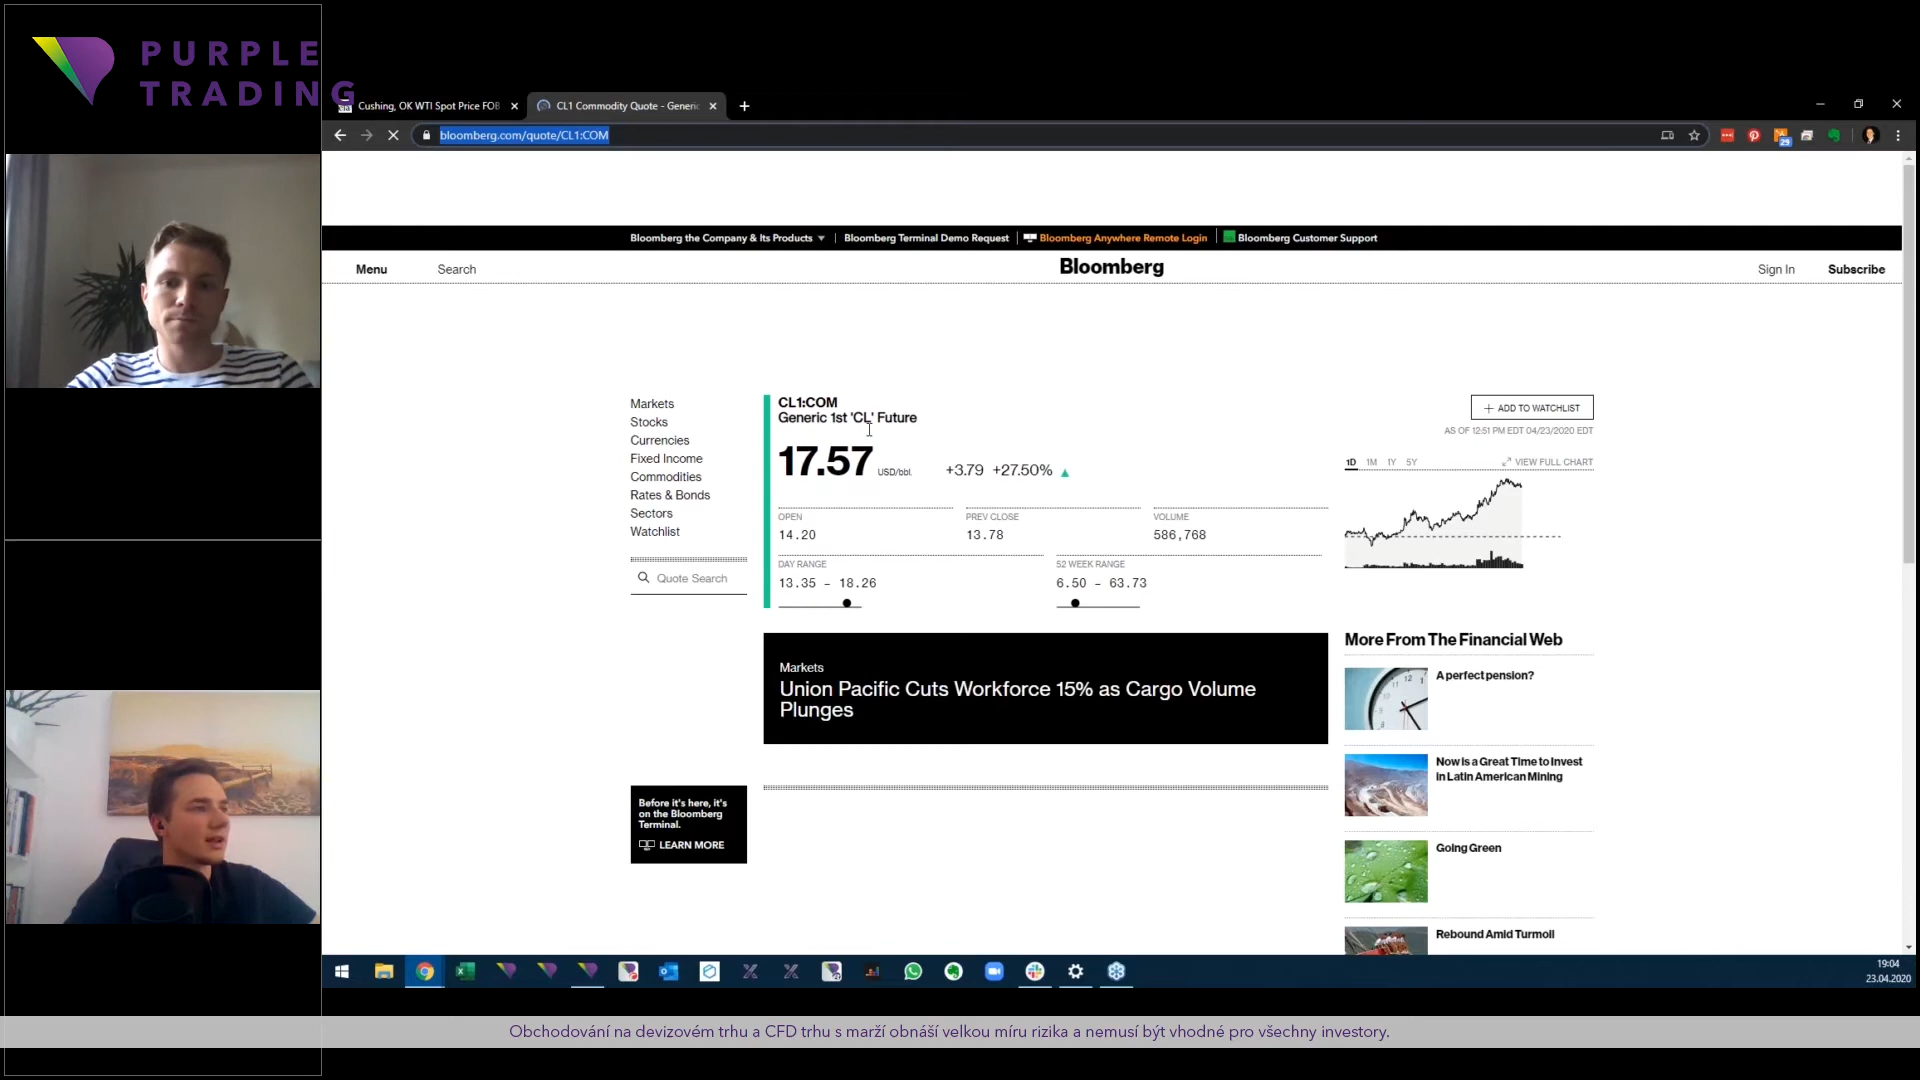 PURPLE
TRADING
Cushing, OK WTI Spot Price FOB
CL1 Commodity Quote - Generic
bloomberg.com/quote/CL1:COM
29
Bloomberg the Company & Its Products
Bloomberg Terminal Demo Request
Bloomberg Anywhere Remote Login
Bloomberg Customer Support
Menu
Search
Bloomberg
Sign In
Subscribe
Markets
Stocks
Currencies
Fixed Income
Commodities
Rates & Bonds
Sectors
Watchlist
Quote Search
CL1:COM
Generic 1st 'CL' Future
17.57 USD/bbl. +3.79 +27.50%
OPEN
14.20
PREV CLOSE
13.78
VOLUME
586,768
DAY RANGE
13.35 – 18.26
52 WEEK RANGE
6.50 – 63.73
+ ADD TO WATCHLIST
AS OF 12:51 PM EDT 04/23/2020 EDT
1D 1M 1Y 5Y
VIEW FULL CHART
Markets
Union Pacific Cuts Workforce 15% as Cargo Volume
Plunges
Before it's here, it's
on the Bloomberg
Terminal.
LEARN MORE
More From The Financial Web
A perfect pension?
Now is a Great Time to Invest
in Latin American Mining
Going Green
Rebound Amid Turmoil
19:04
23.04.2020
Obchodování na devizovém trhu a CFD trhu s marží obnáší velkou míru rizika a nemusí být vhodné pro všechny investory.